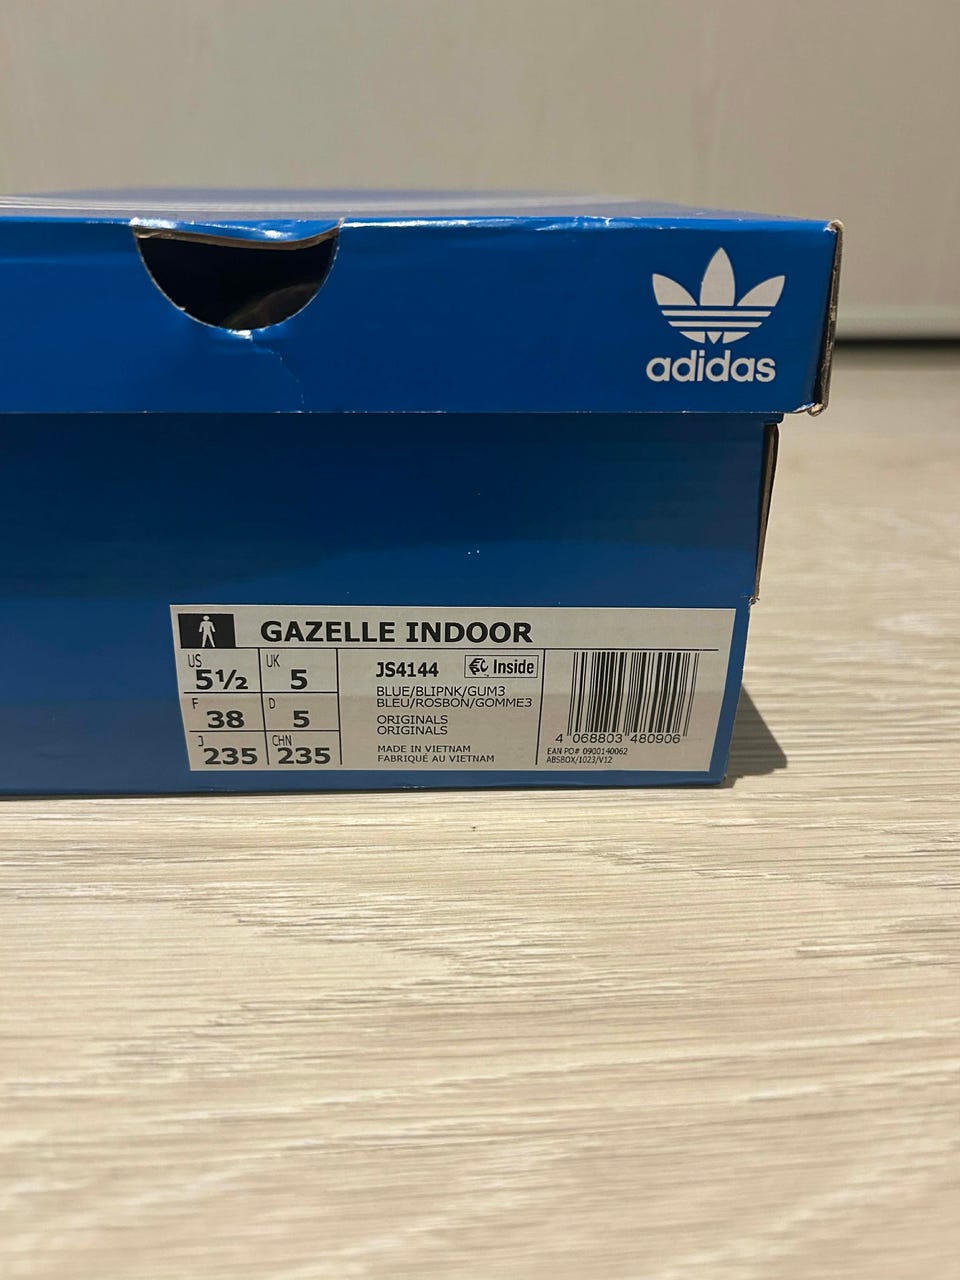 adidas
GAZELLE INDOOR
US
5½
UK
5
F
38
D
5
J
235
CHN
235
JS4144
Inside
BLUE/BLIPNK/GUM3
BLEU/ROSBON/GOMME3
ORIGINALS
ORIGINALS
MADE IN VIETNAM
FABRIQUÉ AU VIETNAM
4 068803 480906
EAN PO# 0900140062
ABSBOX/1023/V12